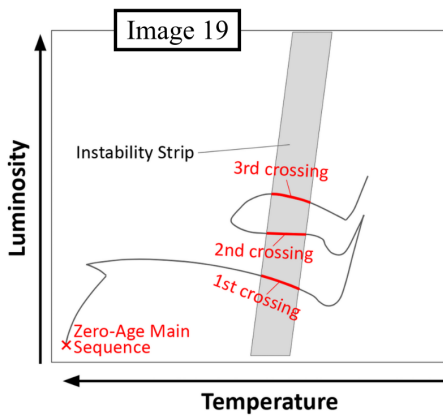 Image 19
Luminosity
Instability Strip
3rd crossing
2nd crossing
1st crossing
Zero-Age Main
Sequence
Temperature